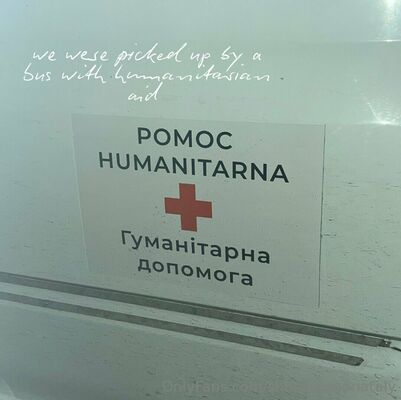 we were picked up by a
bus with humanitarian
aid
POMOC
HUMANITARNA
Гуманітарна
допомога